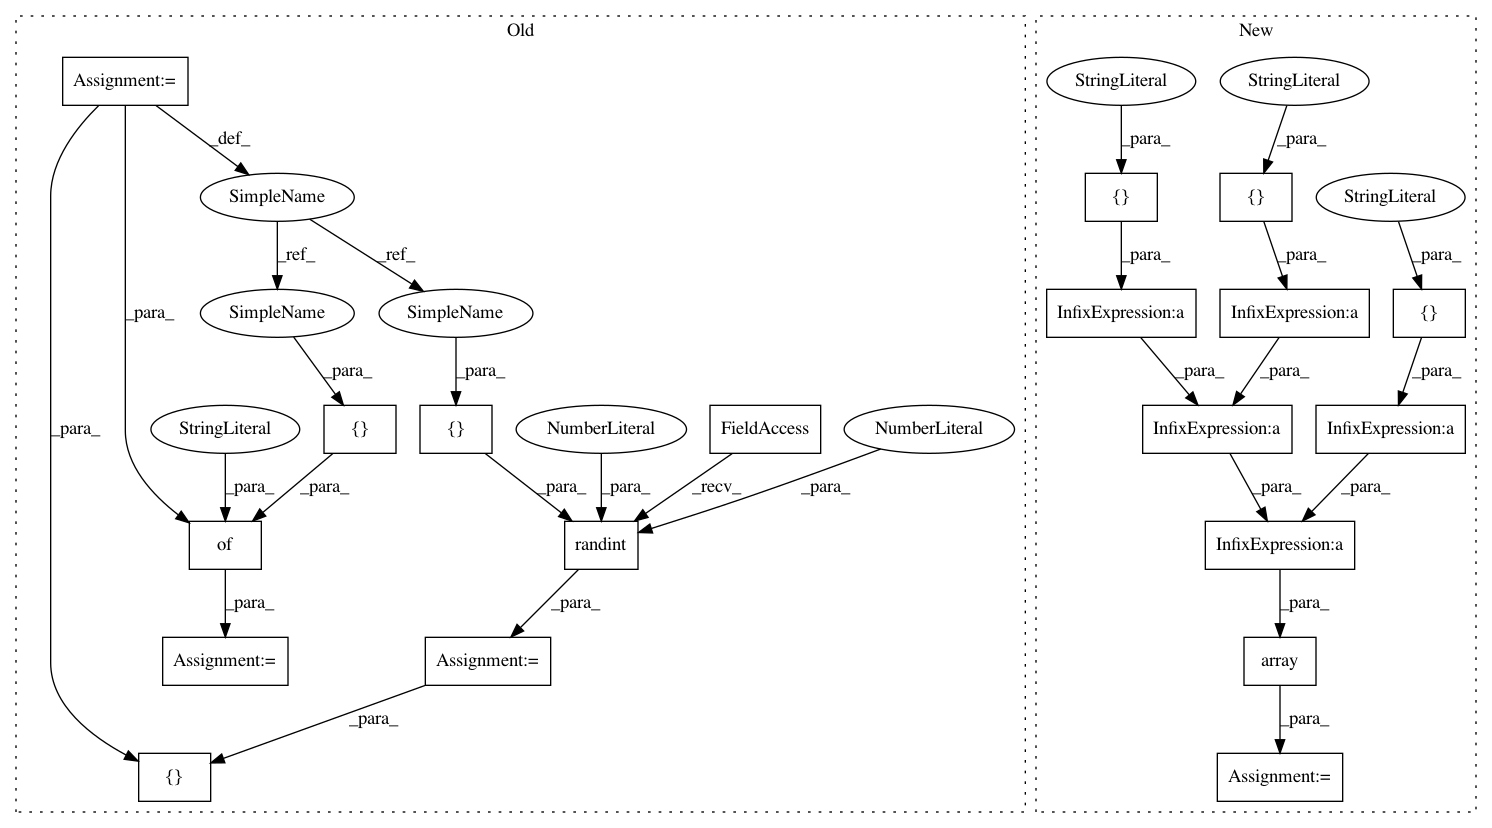 Old
New
Assignment:=
StringLiteral
StringLiteral
_def_
_para_
_para_
SimpleName
{}
{}
StringLiteral
_ref_
_ref_
_para_
_para_
_para_
_para_
SimpleName
SimpleName
InfixExpression:a
InfixExpression:a
{}
_para_
_para_
_para_
_para_
_para_
_para_
StringLiteral
{}
{}
NumberLiteral
FieldAccess
NumberLiteral
InfixExpression:a
InfixExpression:a
_para_
_para_
_para_
_para_
_recv_
_para_
_para_
_para_
of
randint
InfixExpression:a
_para_
_para_
_para_
Assignment:=
Assignment:=
array
_para_
_para_
{}
Assignment:=